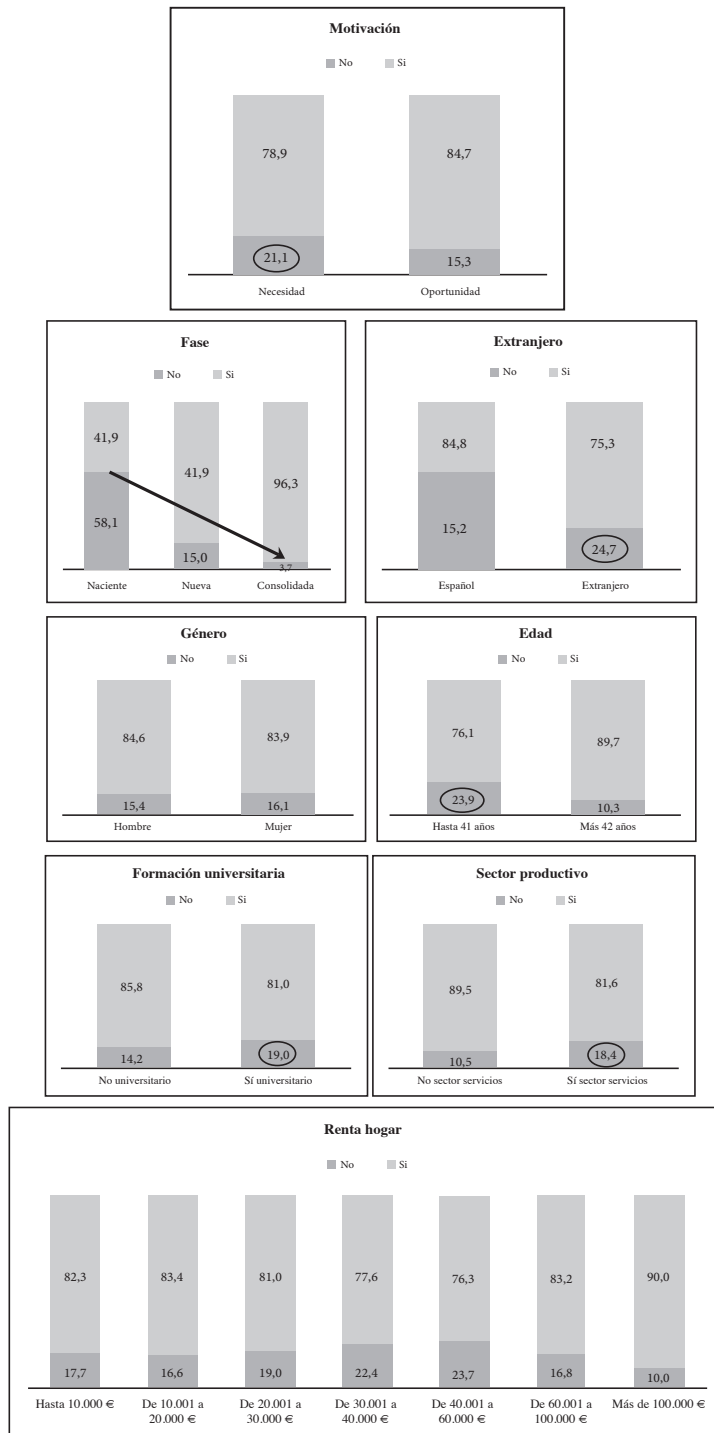 Motivación
No Si
78,9 84,7
21,1 15,3
Necesidad Oportunidad
Fase
No Si
41,9 41,9 96,3
58,1 15,0 3,7
Naciente Nueva Consolidada
Extranjero
No Si
84,8 75,3
15,2 24,7
Español Extranjero
Género
No Si
84,6 83,9
15,4 16,1
Hombre Mujer
Edad
No Si
76,1 89,7
23,9 10,3
Hasta 41 años Más 42 años
Formación universitaria
No Si
85,8 81,0
14,2 19,0
No universitario Sí universitario
Sector productivo
No Si
89,5 81,6
10,5 18,4
No sector servicios Sí sector servicios
Renta hogar
No Si
82,3 83,4 81,0 77,6 76,3 83,2 90,0
17,7 16,6 19,0 22,4 23,7 16,8 10,0
Hasta 10.000 € De 10.001 a De 20.001 a De 30.001 a De 40.001 a De 60.001 a Más de 100.000 €
20.000 € 30.000 € 40.000 € 60.000 € 100.000 €